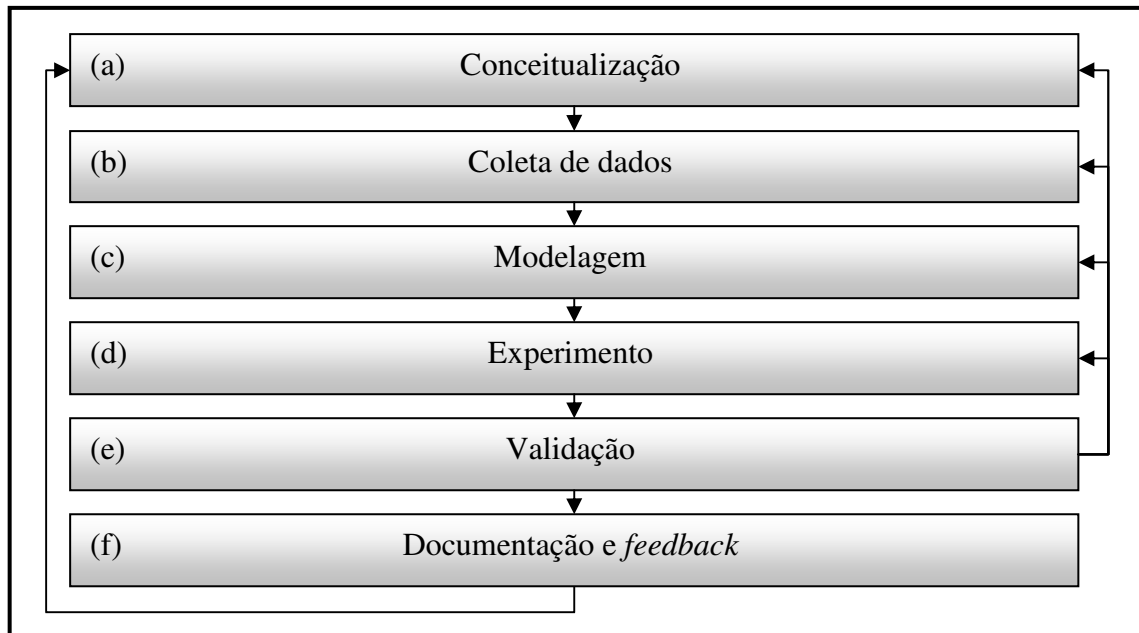 (a) Conceitualização
(b) Coleta de dados
(c) Modelagem
(d) Experimento
(e) Validação
(f) Documentação e feedback